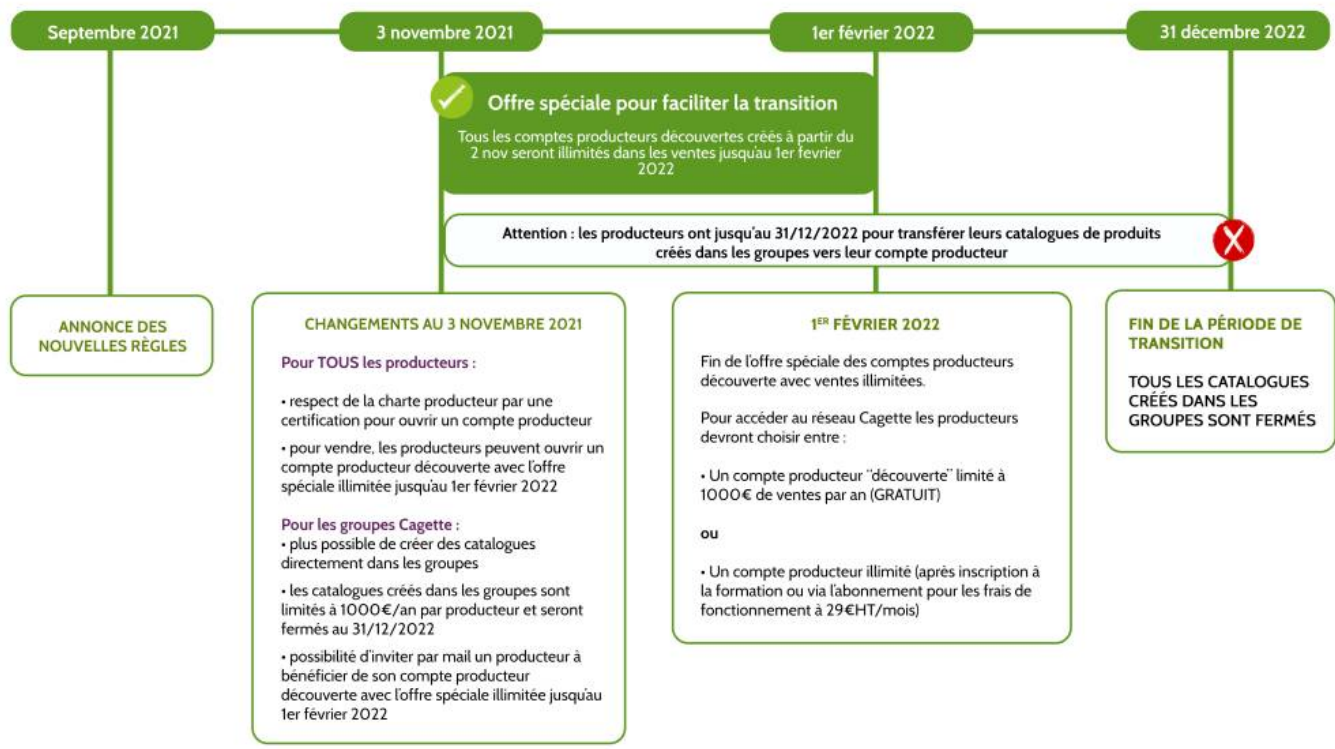 Septembre 2021
3 novembre 2021
1er février 2022
31 décembre 2022
Offre spéciale pour faciliter la transition
Tous les comptes producteurs découvertes créés à partir du
2 nov seront illimités dans les ventes jusqu'au 1er fevrier
2022
Attention : les producteurs ont jusqu'au 31/12/2022 pour transférer leurs catalogues de produits
créés dans les groupes vers leur compte producteur
ANNONCE DES
NOUVELLES RÈGLES
CHANGEMENTS AU 3 NOVEMBRE 2021
Pour TOUS les producteurs :
• respect de la charte producteur par une
certification pour ouvrir un compte producteur
• pour vendre, les producteurs peuvent ouvrir un
compte producteur découverte avec l'offre
spéciale illimitée jusqu'au 1er février 2022
Pour les groupes Cagette :
• plus possible de créer des catalogues
directement dans les groupes
• les catalogues créés dans les groupes sont
limités à 1000€/an par producteur et seront
fermés au 31/12/2022
• possibilité d'inviter par mail un producteur à
bénéficier de son compte producteur
découverte avec l'offre spéciale illimitée jusqu'au
1er février 2022
1ER FÉVRIER 2022
Fin de l'offre spéciale des comptes producteurs
découverte avec ventes illimitées.
Pour accéder au réseau Cagette les producteurs
devront choisir entre :
• Un compte producteur "découverte" limité à
1000€ de ventes par an (GRATUIT)
ou
• Un compte producteur illimité (après inscription à
la formation ou via l'abonnement pour les frais de
fonctionnement à 29€HT/mois)
FIN DE LA PÉRIODE DE
TRANSITION
TOUS LES CATALOGUES
CRÉÉS DANS LES
GROUPES SONT FERMÉS